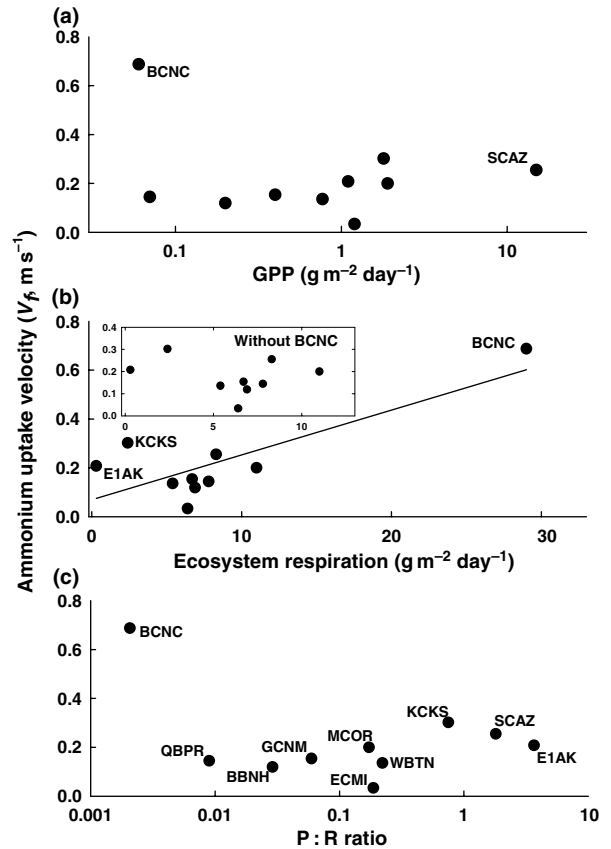 (a)
0.8
BCNC
0.6
0.4
SCAZ
0.2
0.0
0.1 1 10
GPP (g m−2 day−1)
Ammonium uptake velocity (Vf, m s−1)
(b)
0.8
0.4
Without BCNC
BCNC
0.3
0.6
0.2
0.1
0.4
0.0
0 5 10
KCKS
0.2
E1AK
0.0
0 10 20 30
Ecosystem respiration (g m−2 day−1)
(c)
0.8
BCNC
0.6
0.4
KCKS
SCAZ
MCOR
GCNM
QBPR
0.2
E1AK
WBTN
BBNH
ECMI
0.0
0.001 0.01 0.1 1 10
P : R ratio